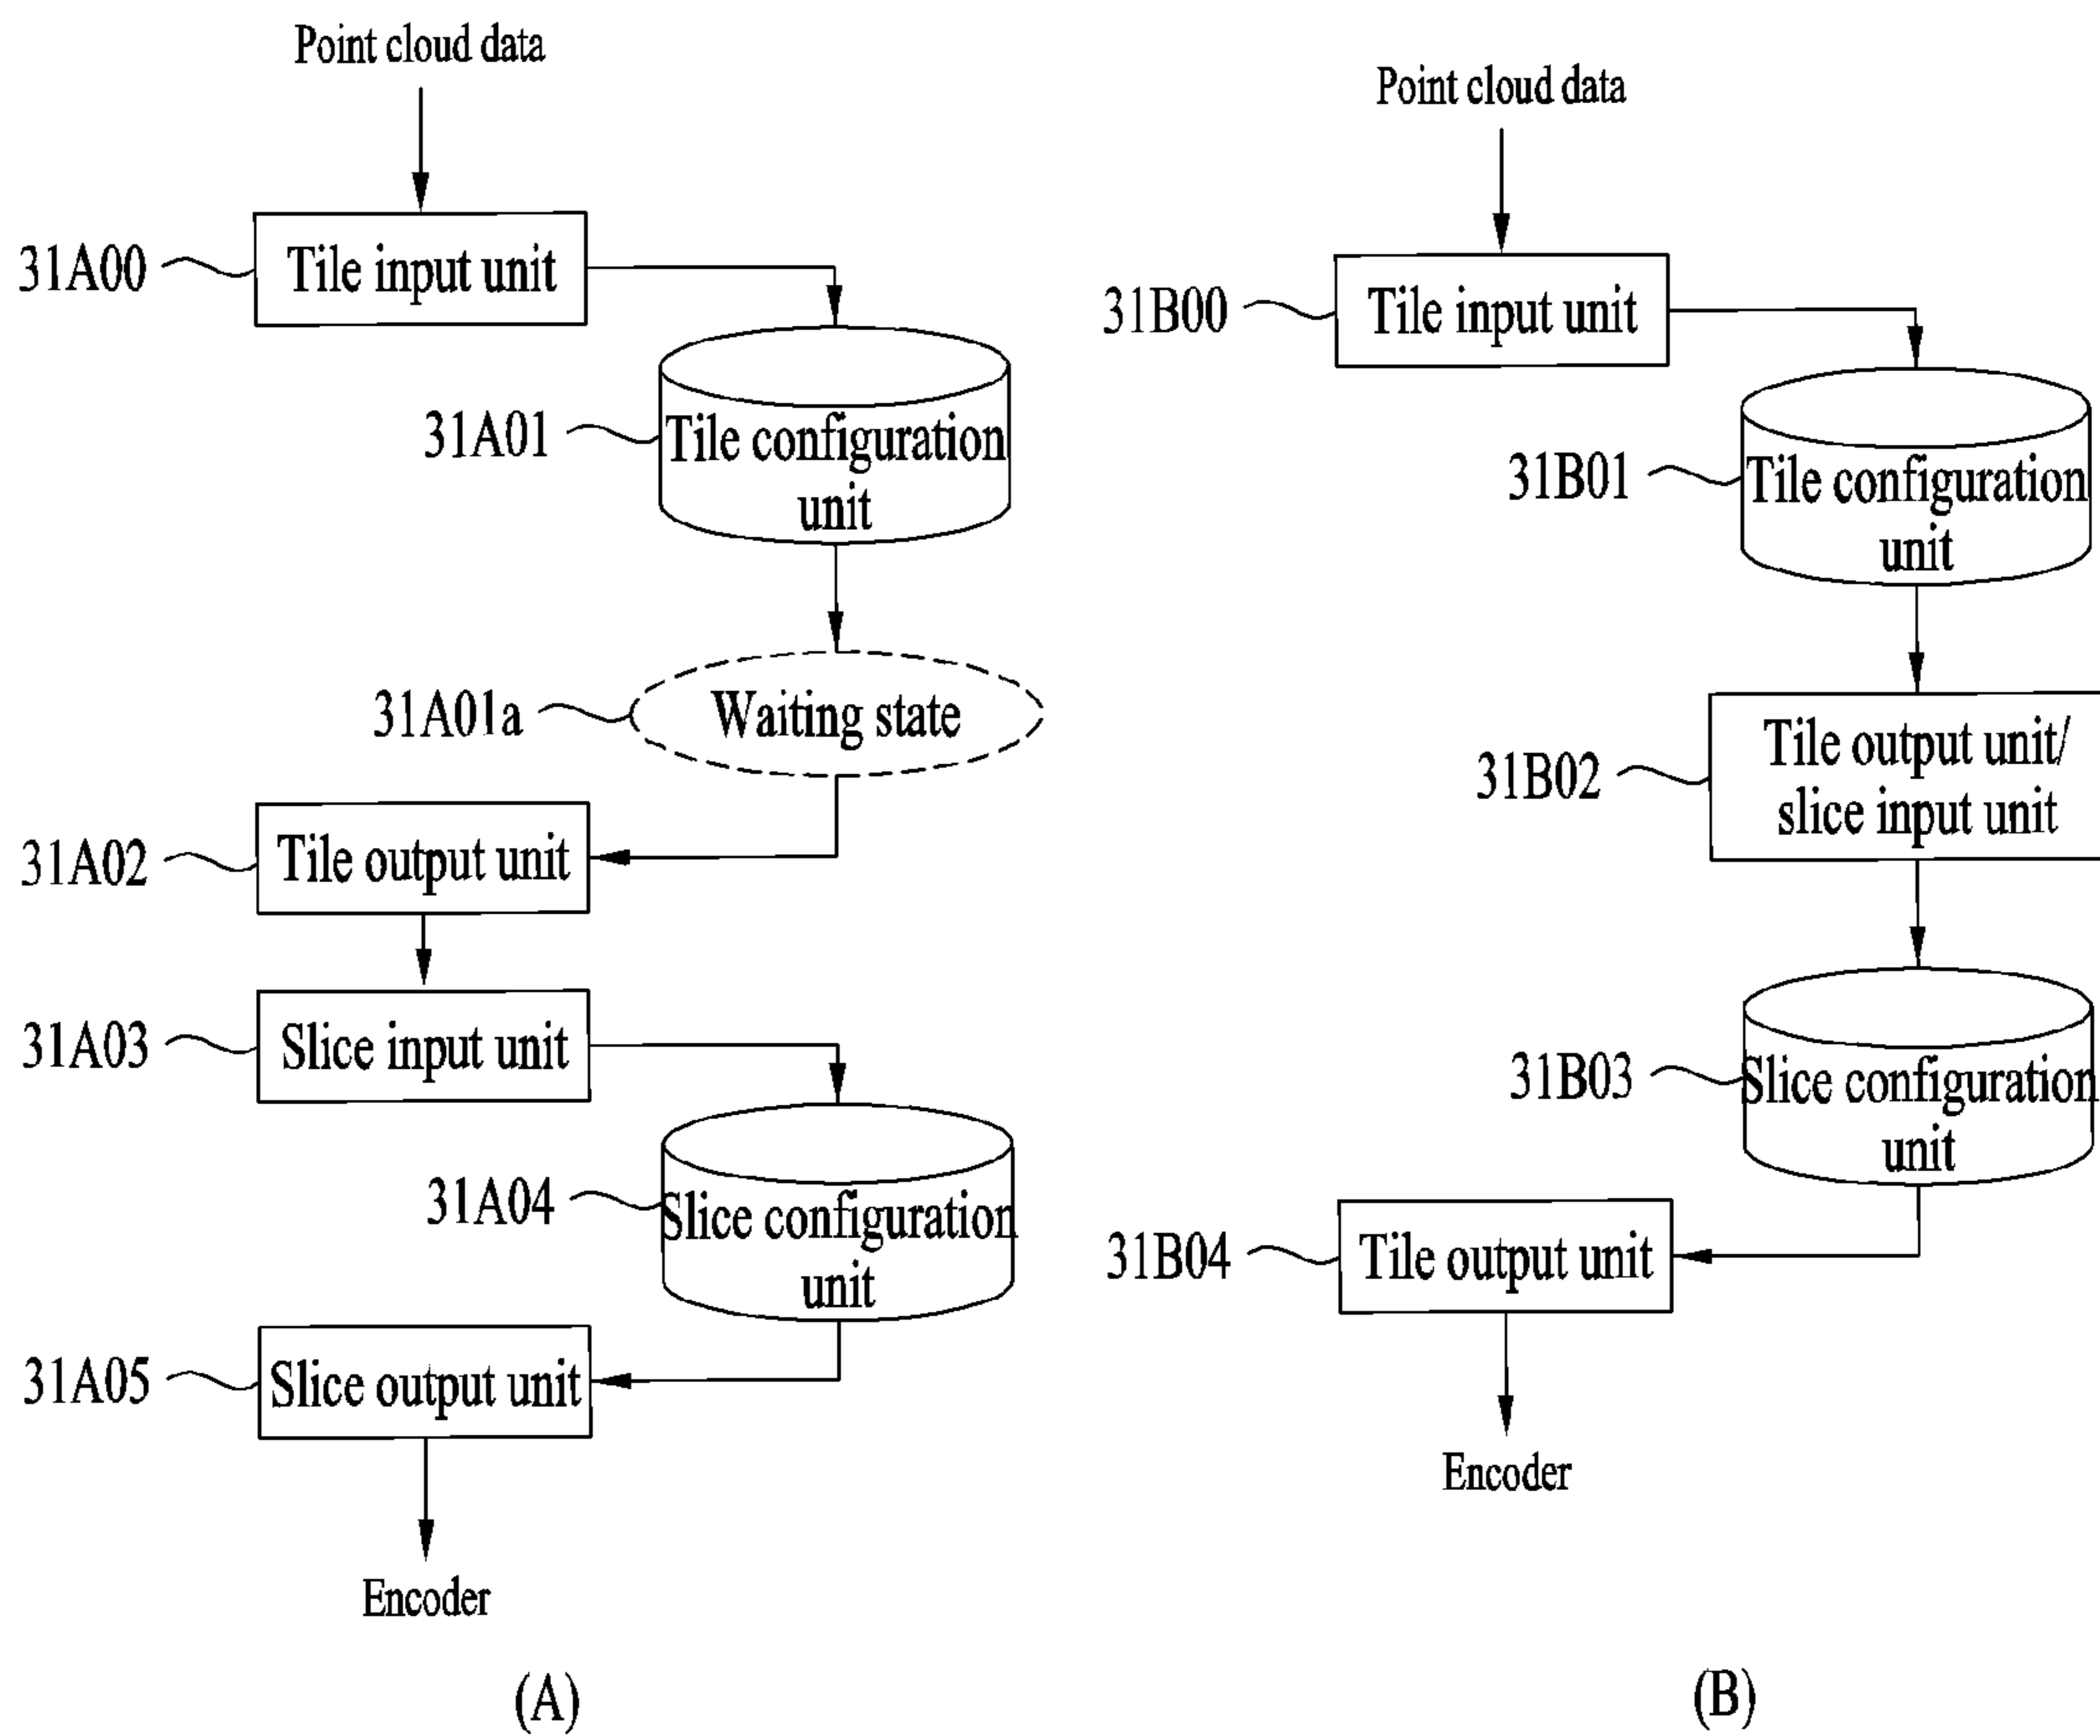 Point cloud data
31A00
Tile input unit
31A01
Tile configuration
unit
31A01a
Waiting state
31A02
Tile output unit
31A03
Slice input unit
31A04
Slice configuration
unit
31A05
Slice output unit
Encoder
(A)
Point cloud data
31B00
Tile input unit
31B01
Tile configuration
unit
31B02
Tile output unit/
slice input unit
31B03
Slice configuration
unit
31B04
Tile output unit
Encoder
(B)